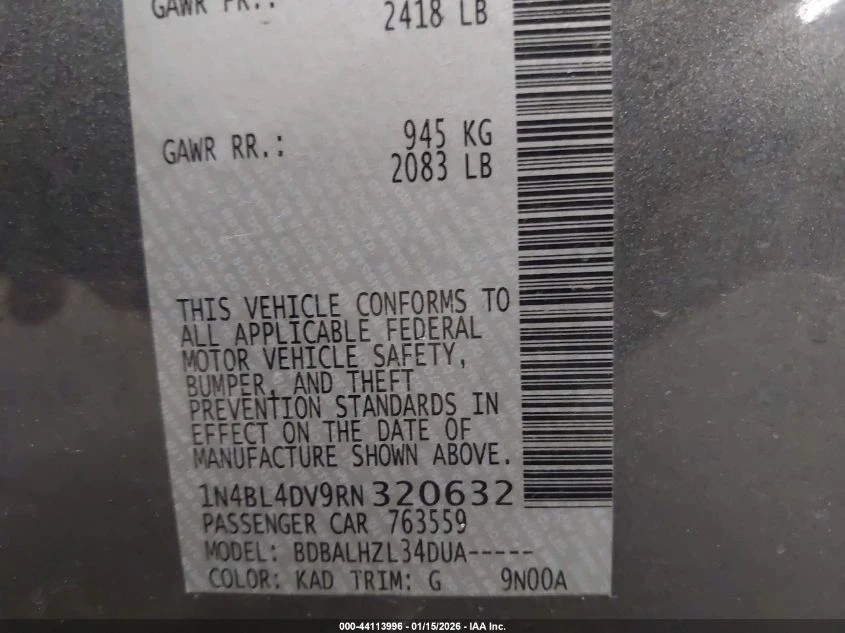 GAWR FR.:
2418 LB
945 KG
GAWR RR.:
2083 LB
THIS VEHICLE CONFORMS TO
ALL APPLICABLE FEDERAL
MOTOR VEHICLE SAFETY,
BUMPER, AND THEFT
PREVENTION STANDARDS IN
EFFECT ON THE DATE OF
MANUFACTURE SHOWN ABOVE.
1N4BL4DV9RN 320632
PASSENGER CAR 763559
MODEL: BDBALHZL34DUA-----
COLOR: KAD TRIM: G 9N00A
000-44113996 - 01/15/2026 - IAA Inc.